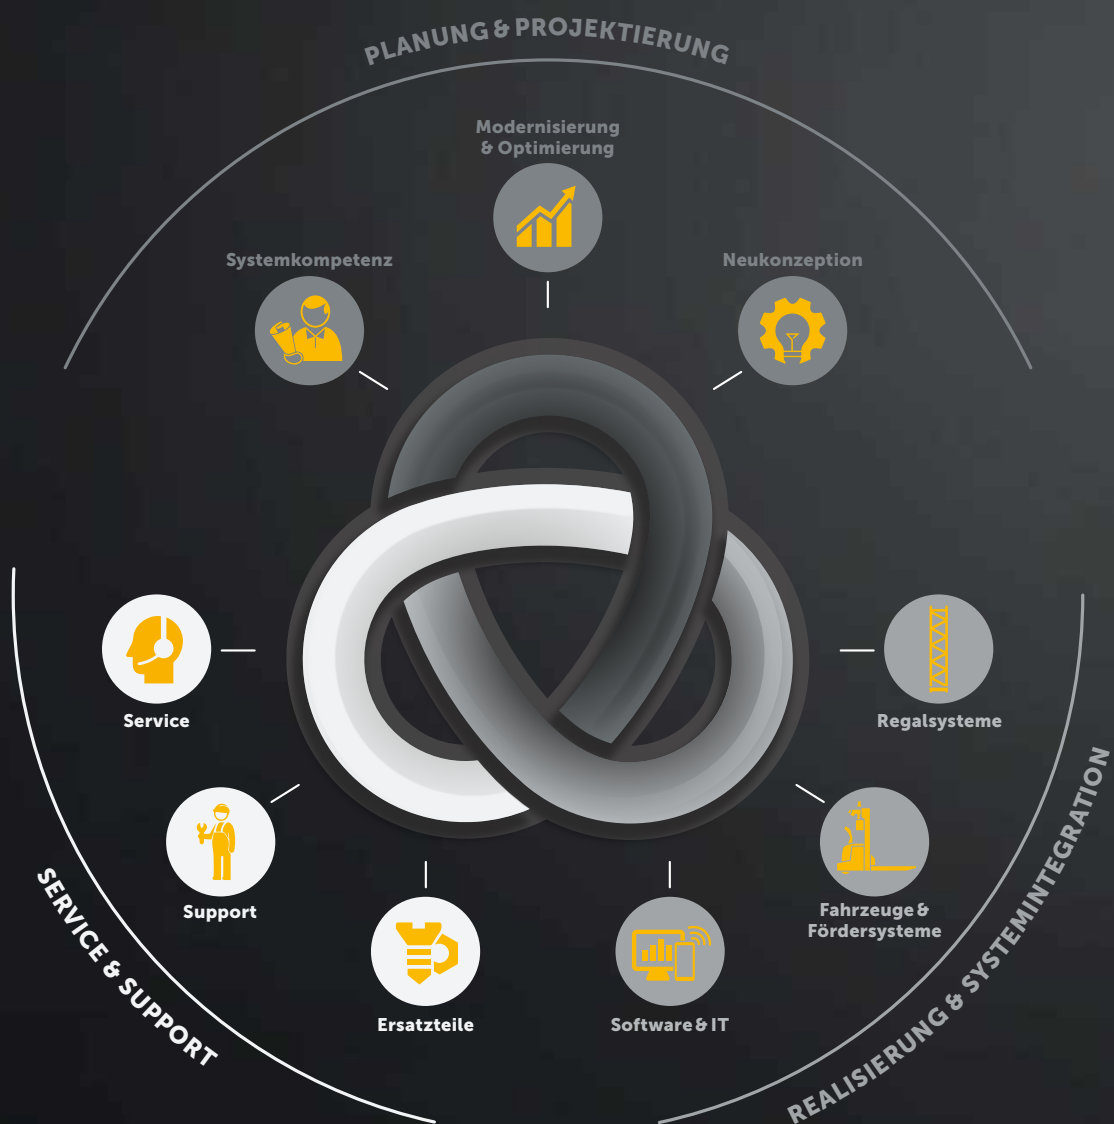 PLANUNG & PROJEKTIERUNG
Modernisierung
& Optimierung
Systemkompetenz
Neukonzeption
Service
Regalsysteme
Support
Fahrzeuge &
Fördersysteme
Ersatzteile
Software & IT
SERVICE & SUPPORT
REALISIERUNG & SYSTEMINTEGRATION